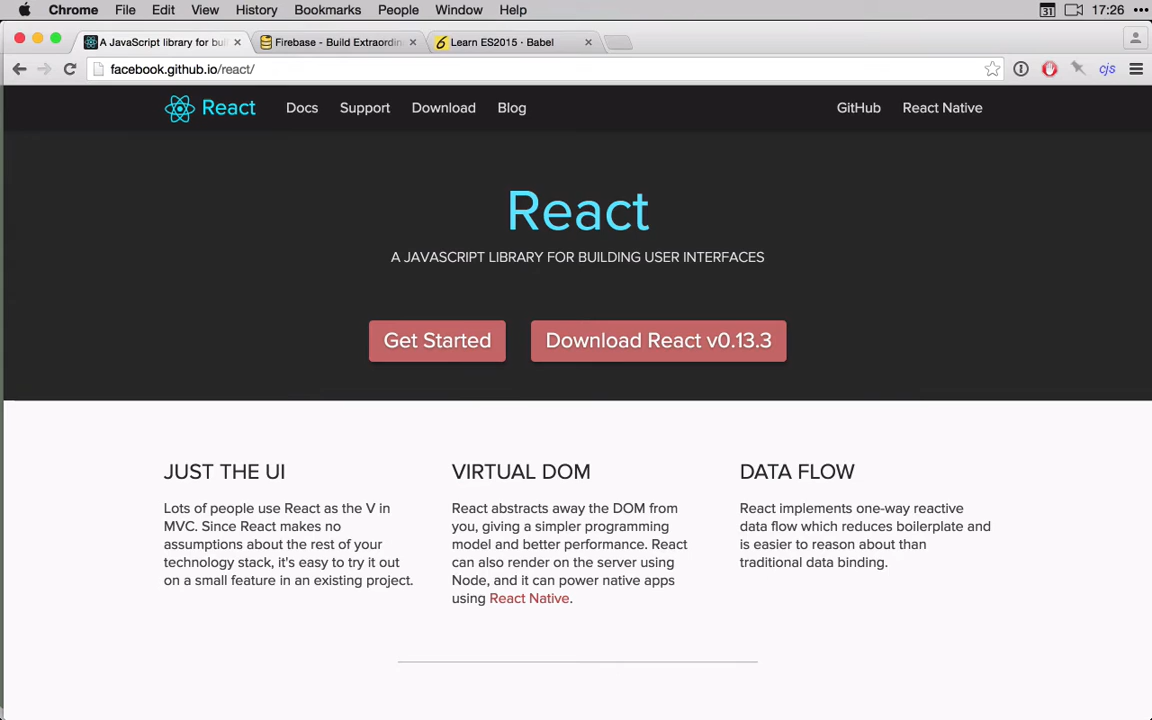 Chrome File Edit View History Bookmarks People Window Help 31 17:26
A JavaScript library for bui Firebase - Build Extraordin Learn ES2015 · Babel
facebook.github.io/react/ cjs
React Docs Support Download Blog GitHub React Native
React
A JAVASCRIPT LIBRARY FOR BUILDING USER INTERFACES
Get Started Download React v0.13.3
JUST THE UI
Lots of people use React as the V in
MVC. Since React makes no
assumptions about the rest of your
technology stack, it's easy to try it out
on a small feature in an existing project.
VIRTUAL DOM
React abstracts away the DOM from
you, giving a simpler programming
model and better performance. React
can also render on the server using
Node, and it can power native apps
using React Native.
DATA FLOW
React implements one-way reactive
data flow which reduces boilerplate and
is easier to reason about than
traditional data binding.